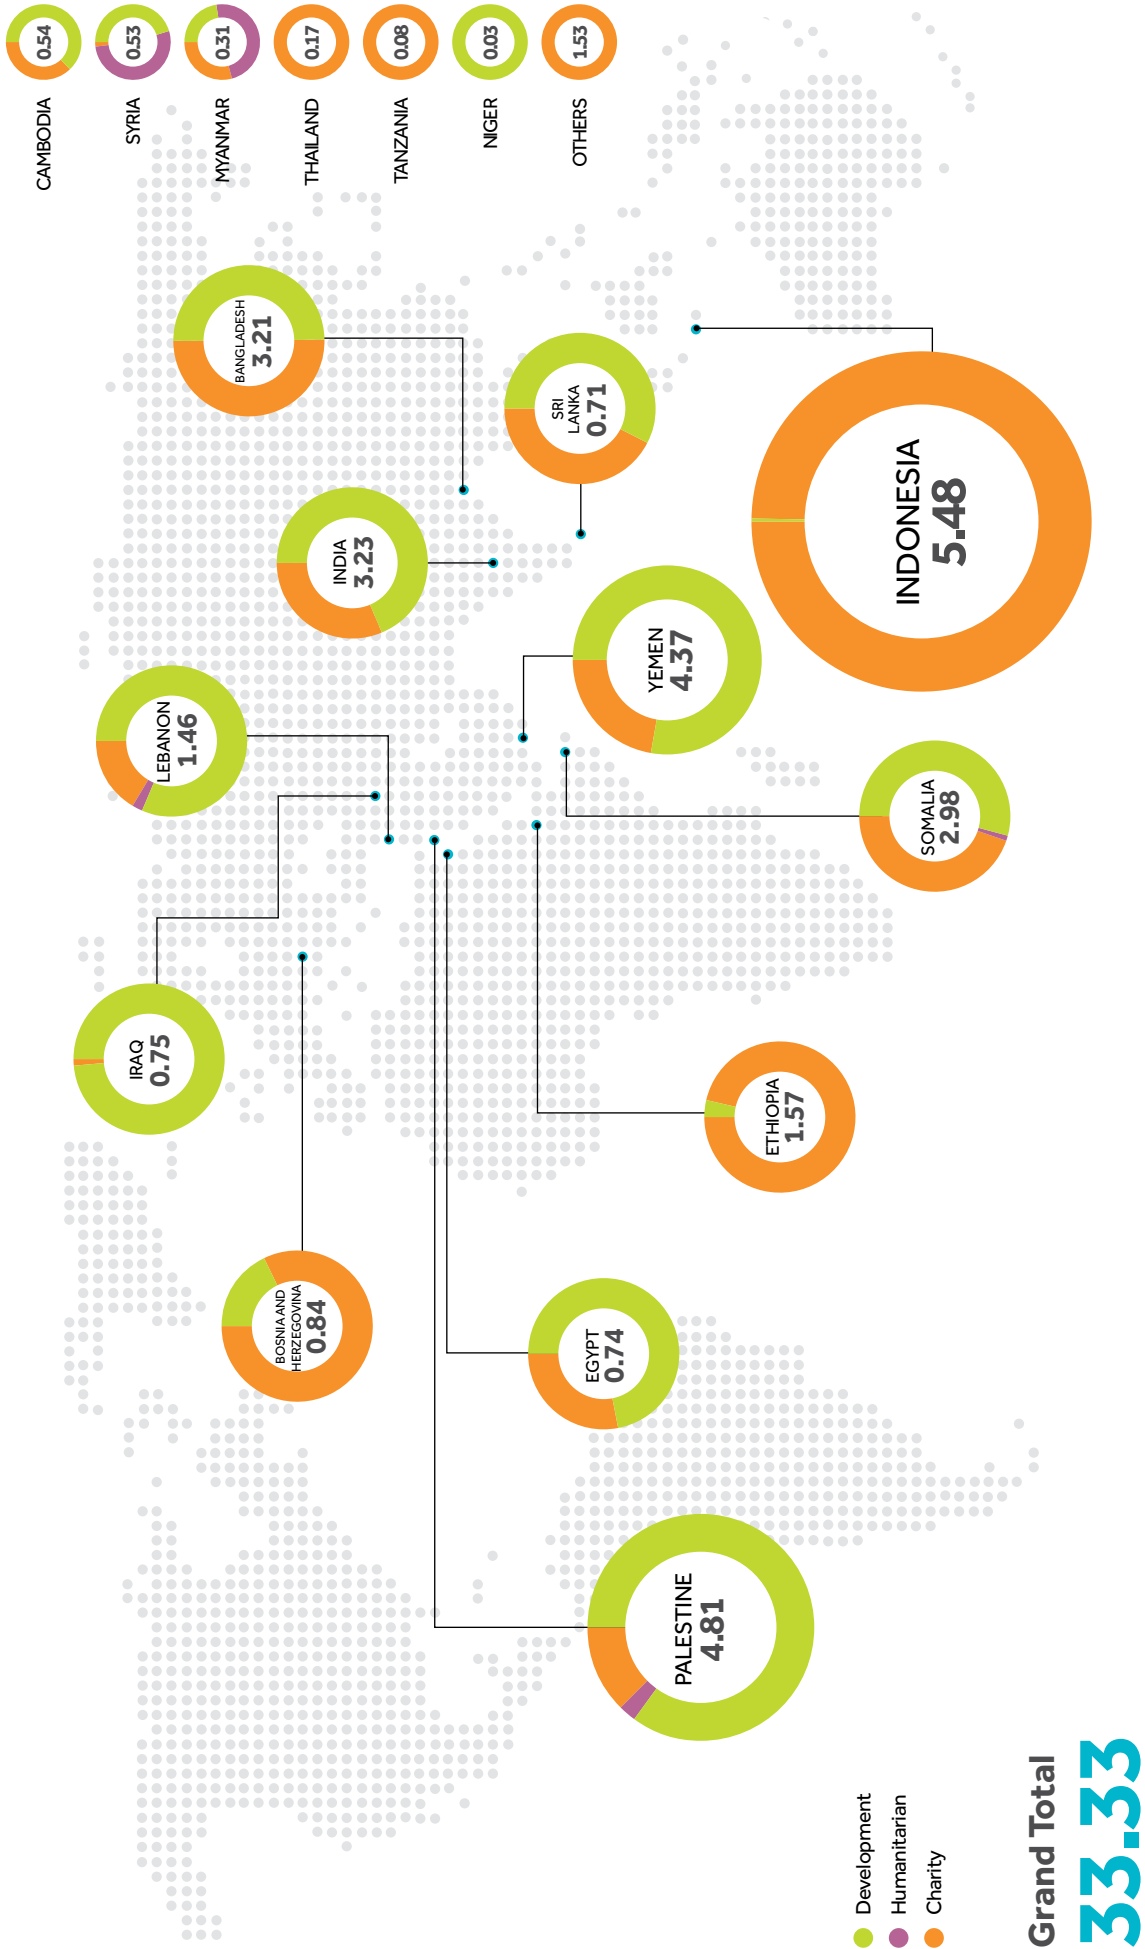 PALESTINE
4.81
BOSNIA AND
HERZEGOVINA
0.84
EGYPT
0.74
IRAQ
0.75
ETHIOPIA
1.57
LEBANON
1.46
SOMALIA
2.98
YEMEN
4.37
INDIA
3.23
INDONESIA
5.48
SRI
LANKA
0.71
BANGLADESH
3.21
CAMBODIA
0.54
SYRIA
0.53
MYANMAR
0.31
THAILAND
0.17
TANZANIA
0.08
NIGER
0.03
OTHERS
1.53
Development
Humanitarian
Charity
Grand Total
33.33